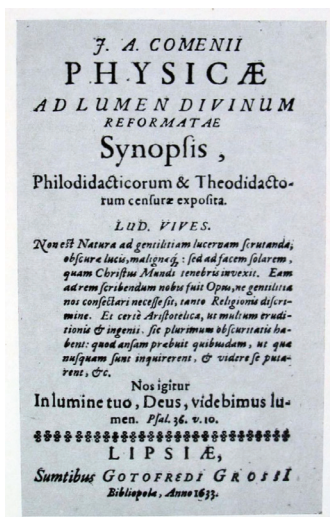 J. A. COMENII
PHYSICÆ
AD LUMEN DIVINUM
REFORMATAE
Synopſis,
Philodidacticorum & Theodidacto-
rum cenſuræ expoſita.
LUD. VIVES.
Non eſt Natura ad gentilitiam lucernam ſcrutanda,
obſcuræ lucis, malignæq; : ſed ad facem ſolarem,
quam Chriſtus Mundi tenebris invexit. Eam
ad rem ſcribendum nobis fuit Opus, ne gentilitia
nos conſectari neceſſe ſit, tanto Religionis diſcri-
mine. Et certè Ariſtotelica, ut multum erudi-
tionis & ingenii, ſic plurimum obſcuritatis ha-
bent: quod anſam præbuit quibuſdam, ut quæ
nuſquam ſunt inquirerent, & videre ſe puta-
rent, &c.
Nos igitur
In lumine tuo, Deus, videbimus lu-
men. Pſal. 36. v. 10.
LIPSIÆ,
Sumtibus GOTOFREDI GROSSI
Bibliopolæ, Anno 1633.